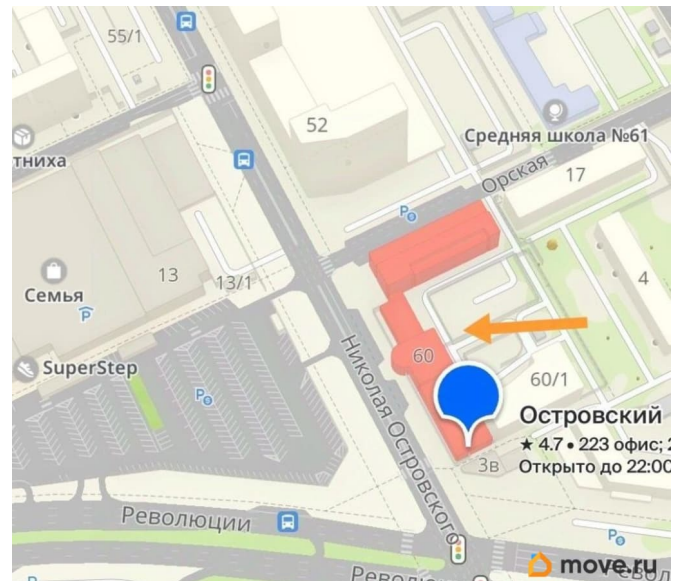 55/1
52
Средняя школа №61
тниха
Орская
17
P
13
13/1
4
Семья
P
SuperStep
P
Николая Островского
60
60/1
Островский
★ 4.7 • 223 офис; 2
3в
Открыто до 22:00
Революции
P
move.ru